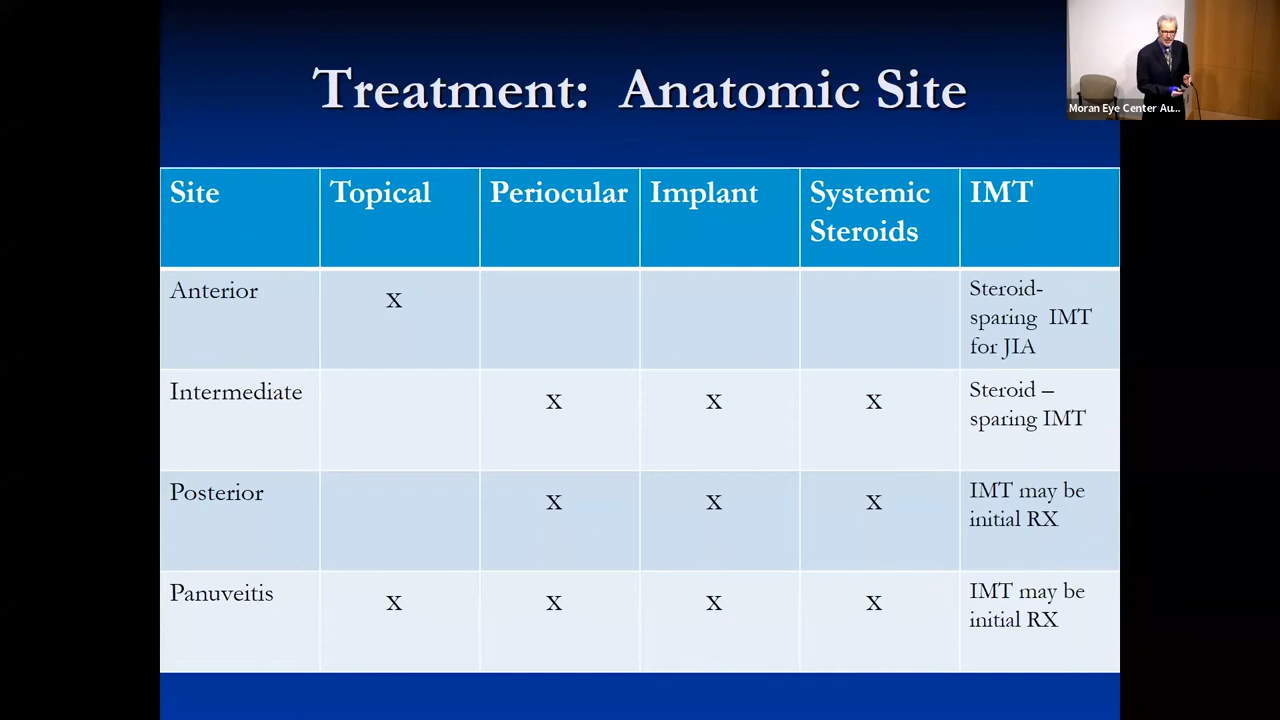 Treatment: Anatomic Site
Moran Eye Center Au...
Site Topical Periocular Implant Systemic Steroids IMT
Anterior x Steroid-
sparing IMT
for JIA
Intermediate x x x Steroid –
sparing IMT
Posterior x x x IMT may be
initial RX
Panuveitis x x x x IMT may be
initial RX